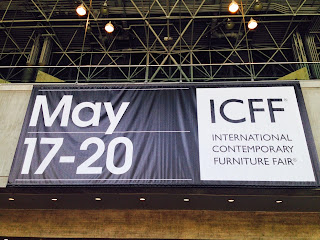 May
17-20
ICFF®
INTERNATIONAL
CONTEMPORARY
FURNITURE FAIR®